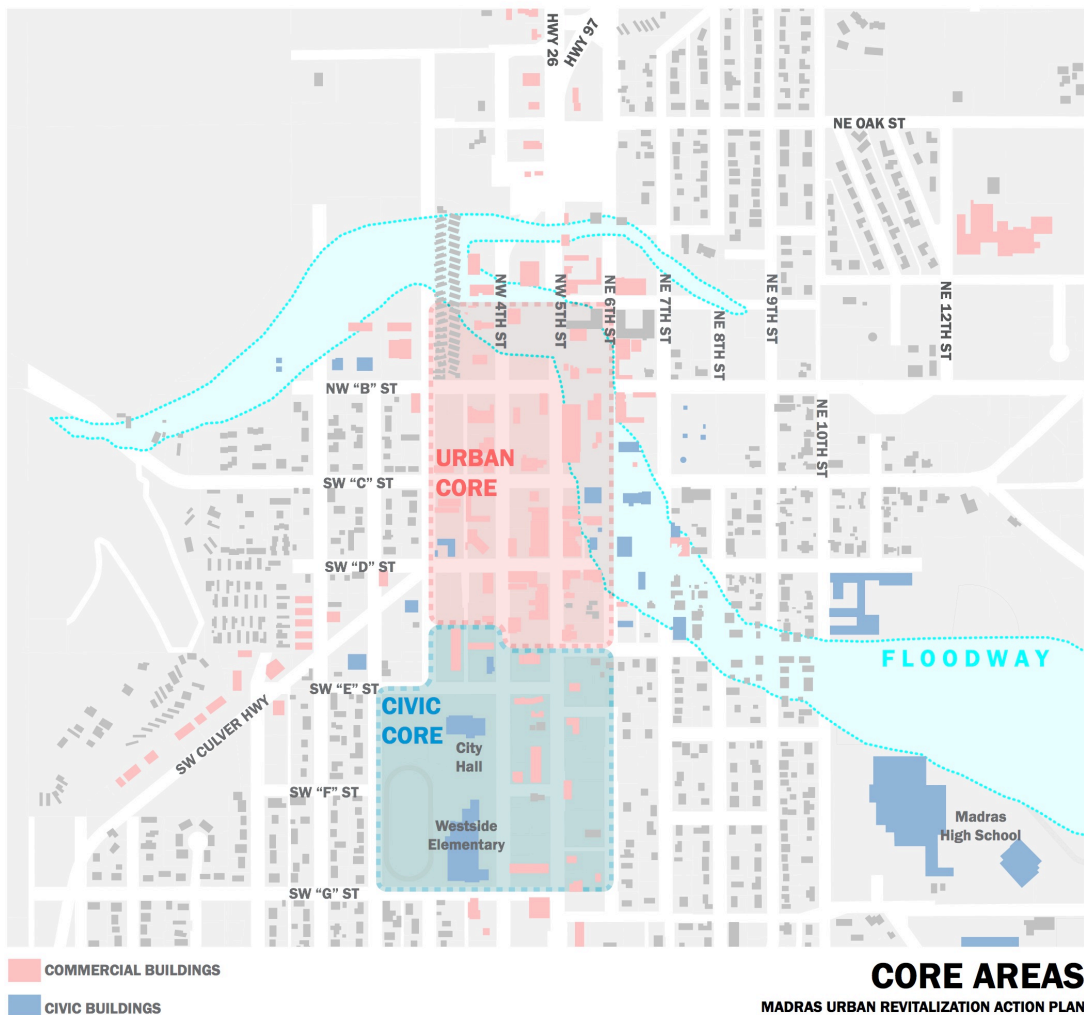 HWY 26
HWY 97
NE OAK ST
NW 4TH ST
NW 5TH ST
NE 6TH ST
NE 7TH ST
NE 8TH ST
NE 9TH ST
NE 12TH ST
NW “B” ST
NE 10TH ST
URBAN
CORE
SW “C” ST
SW “D” ST
FLOODWAY
SW “E” ST
CIVIC
CORE
SW CULVER HWY
City
Hall
SW “F” ST
Westside
Elementary
Madras
High School
SW “G” ST
COMMERCIAL BUILDINGS
CIVIC BUILDINGS
CORE AREAS
MADRAS URBAN REVITALIZATION ACTION PLAN